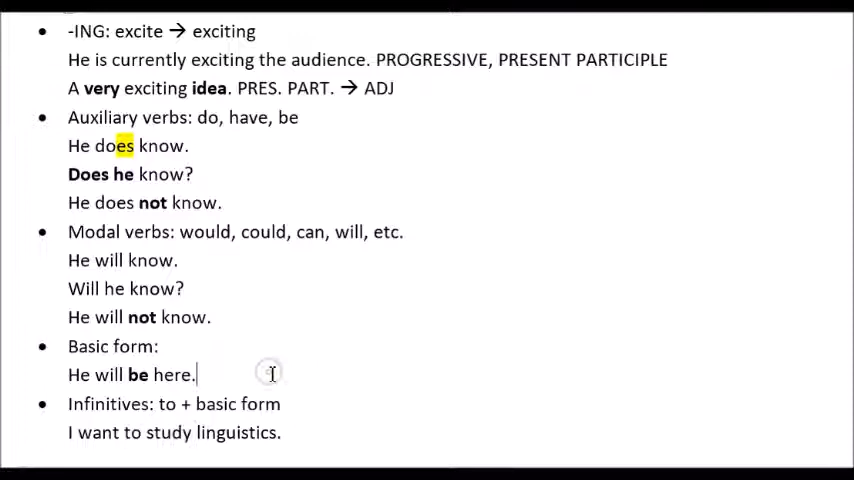 • -ING: excite → exciting
He is currently exciting the audience. PROGRESSIVE, PRESENT PARTICIPLE
A very exciting idea. PRES. PART. → ADJ
• Auxiliary verbs: do, have, be
He does know.
Does he know?
He does not know.
• Modal verbs: would, could, can, will, etc.
He will know.
Will he know?
He will not know.
• Basic form:
He will be here.
• Infinitives: to + basic form
I want to study linguistics.